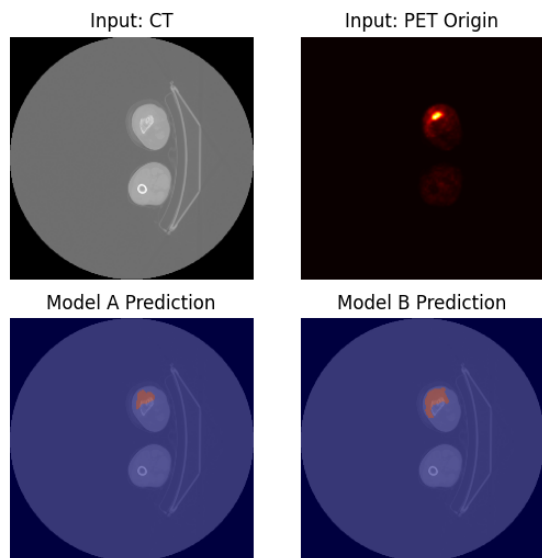 Input: CT
Input: PET Origin
Model A Prediction
Model B Prediction